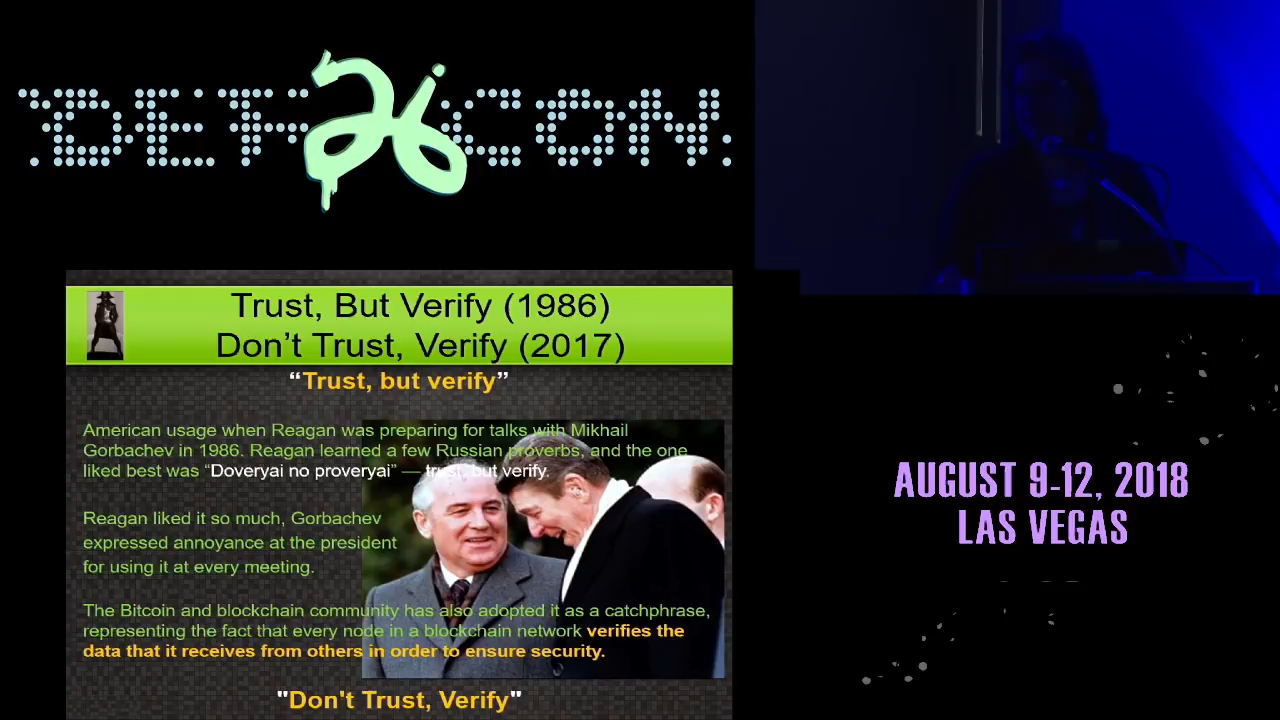 DEF 26 CON
Trust, But Verify (1986)
Don't Trust, Verify (2017)
“Trust, but verify”
American usage when Reagan was preparing for talks with Mikhail
Gorbachev in 1986. Reagan learned a few Russian proverbs, and the one
liked best was “Doveryai no proveryai” — trust, but verify.
Reagan liked it so much, Gorbachev
expressed annoyance at the president
for using it at every meeting.
The Bitcoin and blockchain community has also adopted it as a catchphrase,
representing the fact that every node in a blockchain network verifies the
data that it receives from others in order to ensure security.
"Don't Trust, Verify"
AUGUST 9-12, 2018
LAS VEGAS